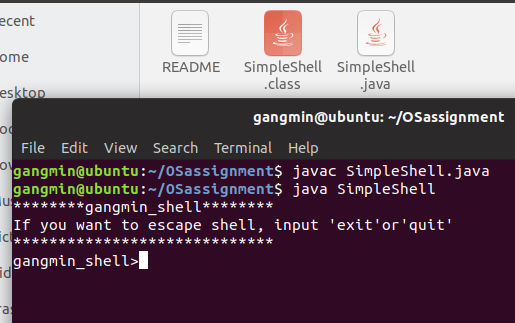 ecent
README
SimpleShell
.class
SimpleShell
.java
ome
esktop
gangmin@ubuntu: ~/OSassignment
File Edit View Search Terminal Help
gangmin@ubuntu:~/OSassignment$ javac SimpleShell.java
gangmin@ubuntu:~/OSassignment$ java SimpleShell
********gangmin_shell********
If you want to escape shell, input 'exit'or'quit'
*****************************
gangmin_shell>